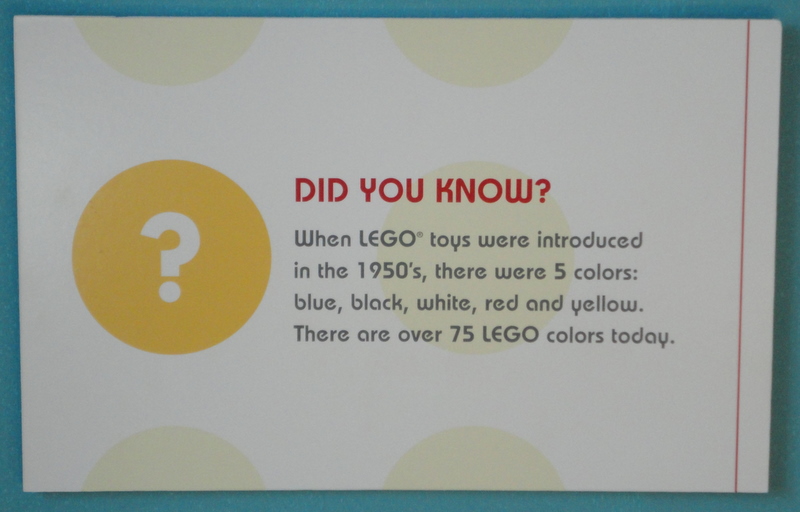 ?
DID YOU KNOW?
When LEGO® toys were introduced
in the 1950's, there were 5 colors:
blue, black, white, red and yellow.
There are over 75 LEGO colors today.